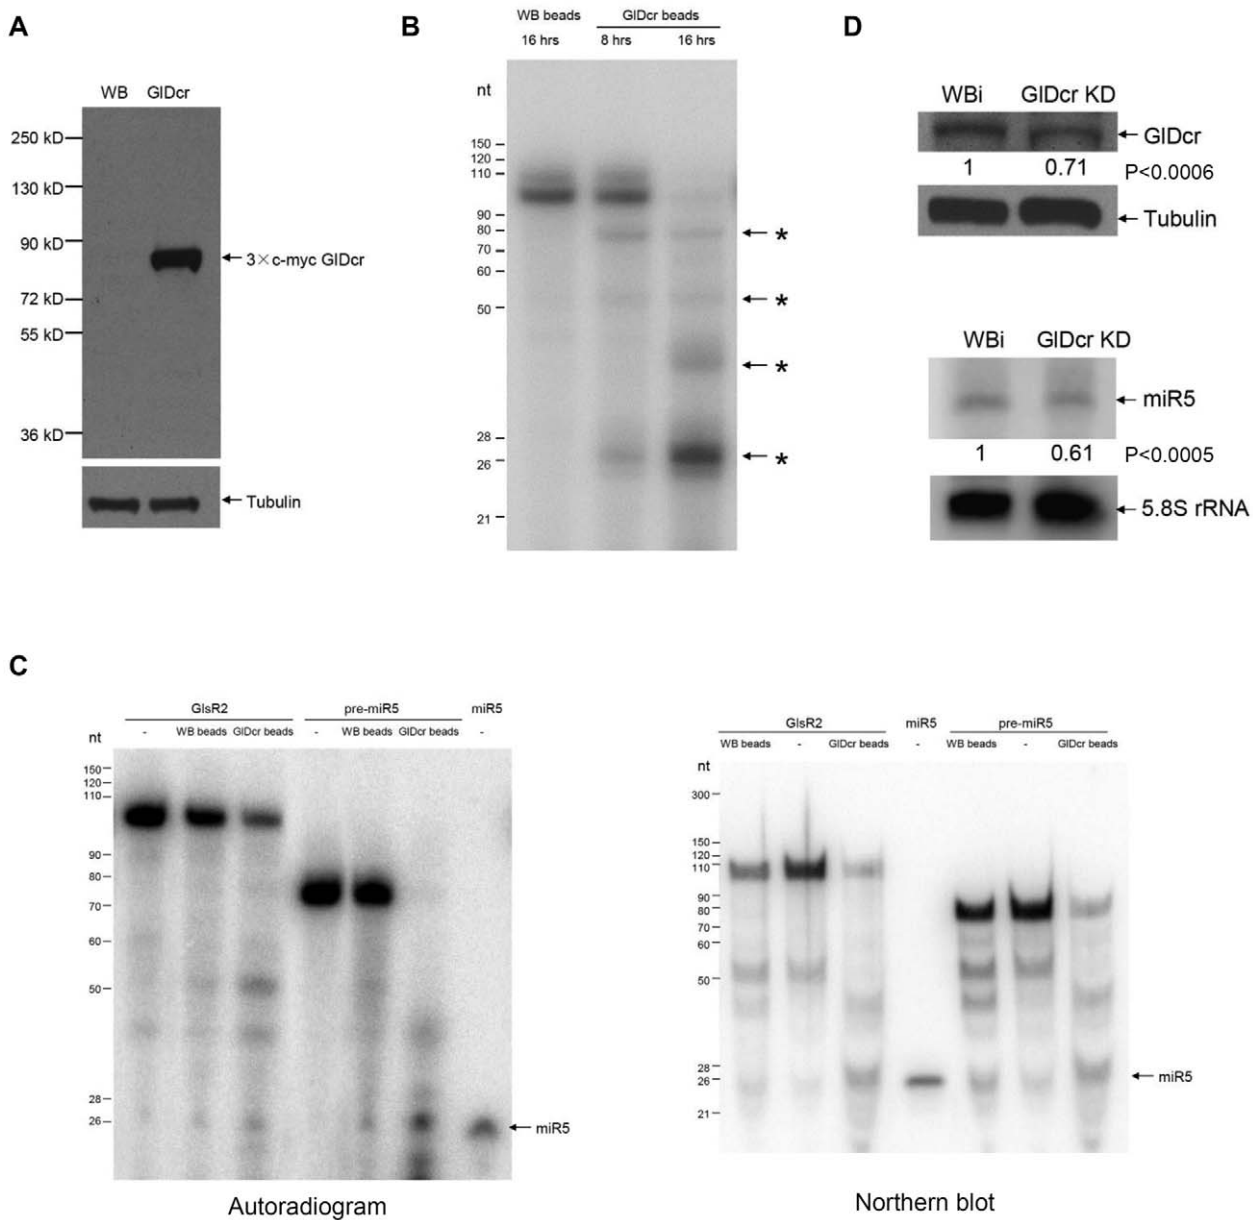 A
WB GlDcr
250 kD
130 kD
90 kD
72 kD
55 kD
36 kD
3×c-myc GlDcr
Tubulin
B
WB beads GlDcr beads
16 hrs 8 hrs 16 hrs
nt
150
120
110
90
80
70
60
50
28
26
21
*
*
*
*
D
WBi GlDcr KD
GlDcr
1 0.71 P<0.0006
Tubulin
WBi GlDcr KD
miR5
1 0.61 P<0.0005
5.8S rRNA
C
GlsR2 pre-miR5 miR5
- WB beads GlDcr beads - WB beads GlDcr beads -
nt
150
120
110
90
80
70
60
50
28
26
miR5
Autoradiogram
GlsR2 miR5 pre-miR5
WB beads - GlDcr beads - WB beads - GlDcr beads
nt
300
150
120
110
90
80
70
60
50
28
26
21
miR5
Northern blot